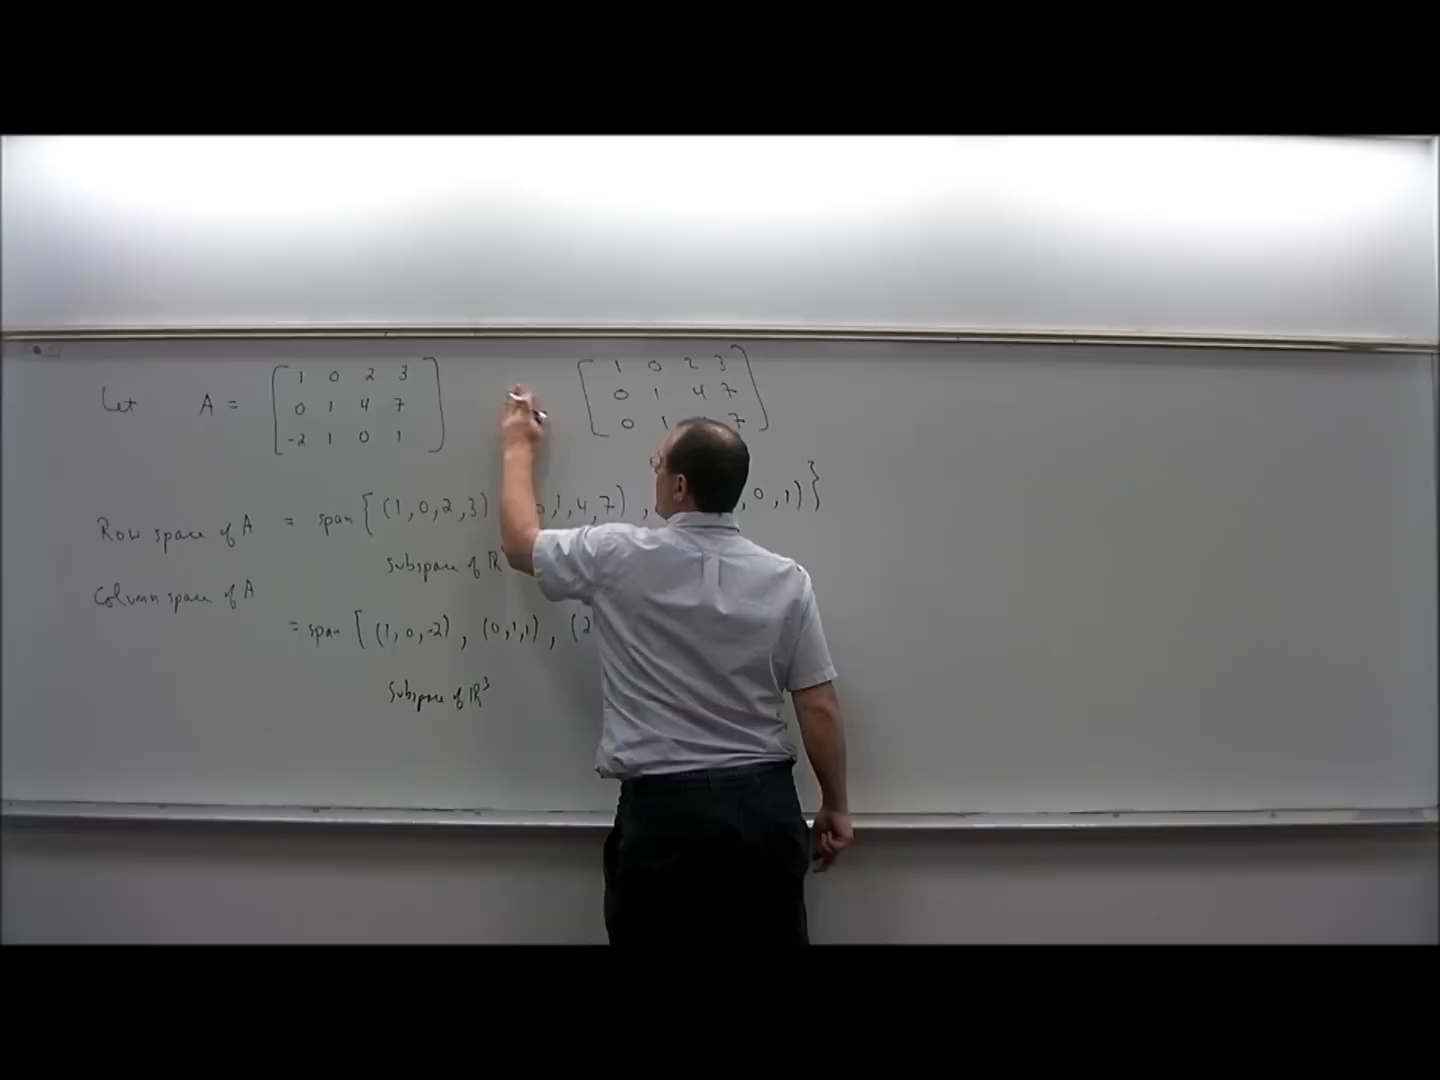 Let A = [ 1 0 2 3 [ 1 0 2 3
0 1 4 7 0 1 4 7
-2 1 0 1 ] 0 1 7 ]
Row space of A = span { (1,0,2,3) 0,1,4,7) , ,0,1) }
Subspace of ℝ
Column space of A
= span [ (1,0,-2) , (0,1,1) , (2
Subspace of ℝ³